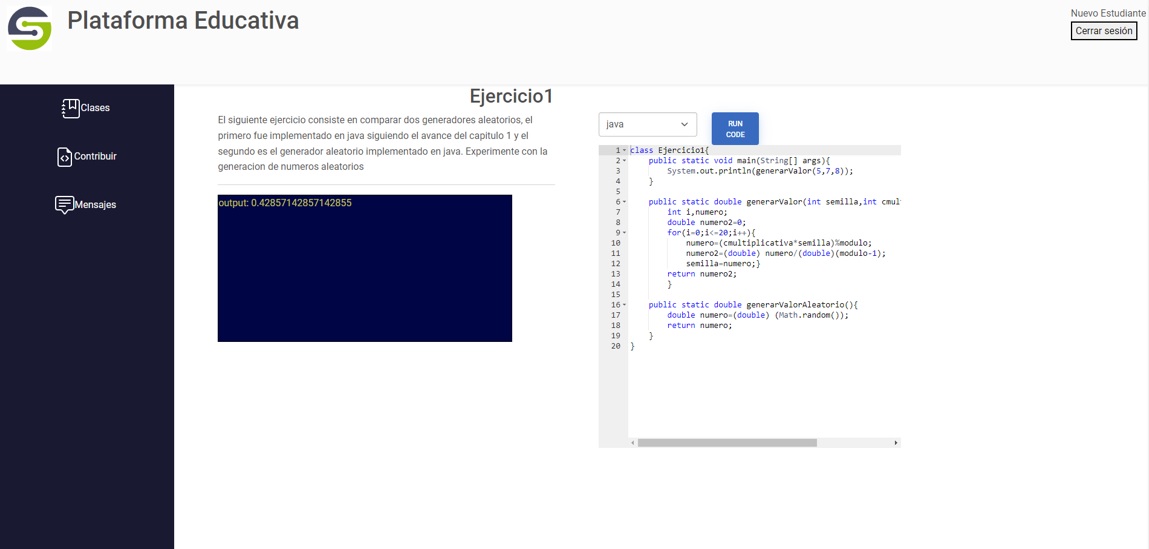 Plataforma Educativa
Nuevo Estudiante
Cerrar sesión
Clases
Contribuir
Mensajes
Ejercicio1
El siguiente ejercicio consiste en comparar dos generadores aleatorios, el
primero fue implementado en java siguiendo el avance del capitulo 1 y el
segundo es el generador aleatorio implementado en java. Experimente con la
generacion de numeros aleatorios
output: 0.42857142857142855
java
RUN
CODE
1 class Ejercicio1{
2 public static void main(String[] args){
3 System.out.println(generarValor(5,7,8));
4 }
5
6 public static double generarValor(int semilla,int cmul
7 int i,numero;
8 double numero2=0;
9 for(i=0;i<=20;i++){
10 numero=(cmultiplicativa*semilla)%modulo;
11 numero2=(double) numero/(double)(modulo-1);
12 semilla=numero;}
13 return numero2;
14 }
15
16 public static double generarValorAleatorio(){
17 double numero=(double) (Math.random());
18 return numero;
19 }
20 }